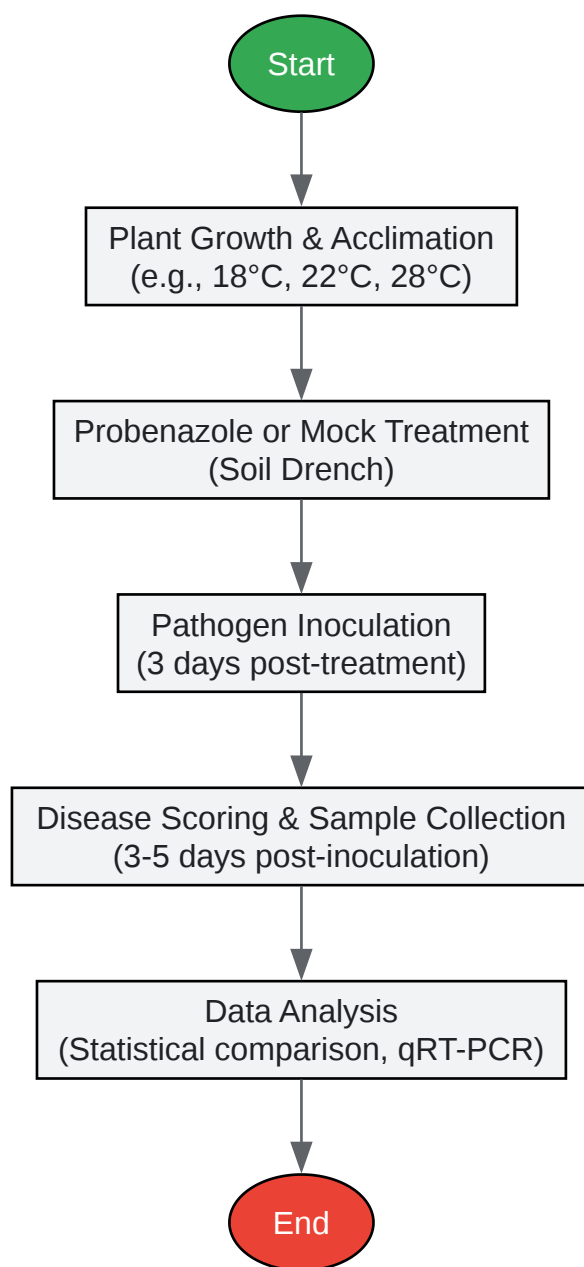 Start
Plant Growth & Acclimation
(e.g., 18°C, 22°C, 28°C)
Probenazole or Mock Treatment
(Soil Drench)
Pathogen Inoculation
(3 days post-treatment)
Disease Scoring & Sample Collection
(3-5 days post-inoculation)
Data Analysis
(Statistical comparison, qRT-PCR)
End